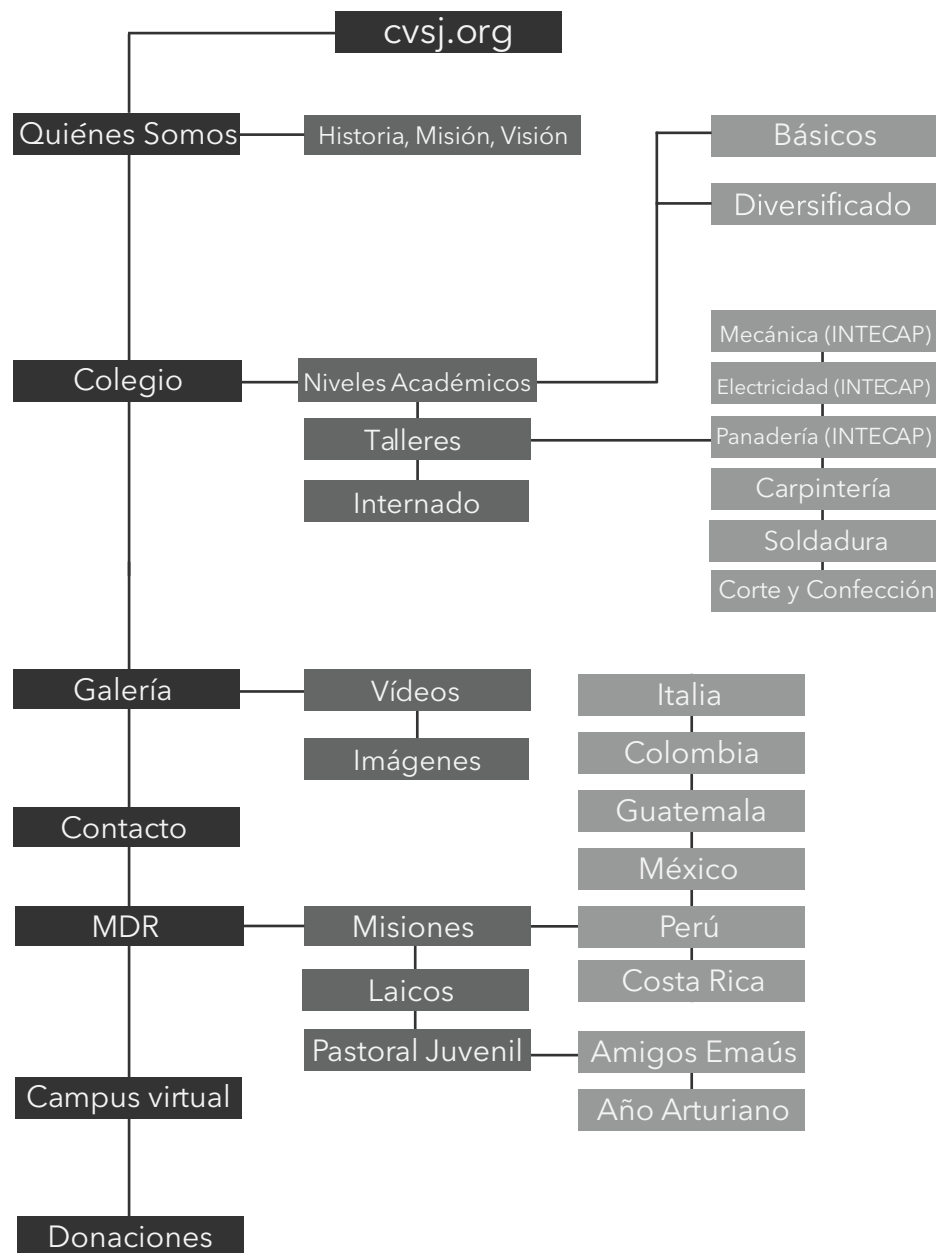 cvsj.org
Quiénes Somos
Historia, Misión, Visión
Básicos
Diversificado
Colegio
Niveles Académicos
Talleres
Internado
Mecánica (INTECAP)
Electricidad (INTECAP)
Panadería (INTECAP)
Carpintería
Soldadura
Corte y Confección
Galería
Vídeos
Imágenes
Contacto
MDR
Misiones
Laicos
Pastoral Juvenil
Italia
Colombia
Guatemala
México
Perú
Costa Rica
Amigos Emaús
Año Arturiano
Campus virtual
Donaciones